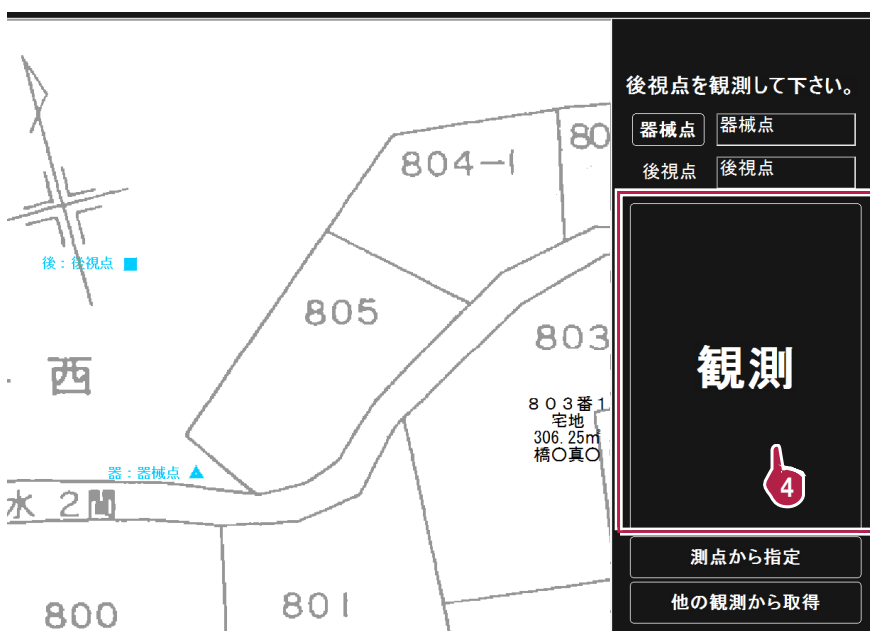 後視点を観測して下さい。
器械点 器械点
後視点 後視点
観測
4
測点から指定
他の観測から取得
804-1
80
後：後視点
805
803
西
８０３番１
宅地
306.25㎡
橋〇真〇
器：器械点
水 2間
800
801